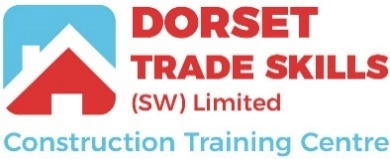 DORSET
TRADE SKILLS
(SW) Limited
Construction Training Centre